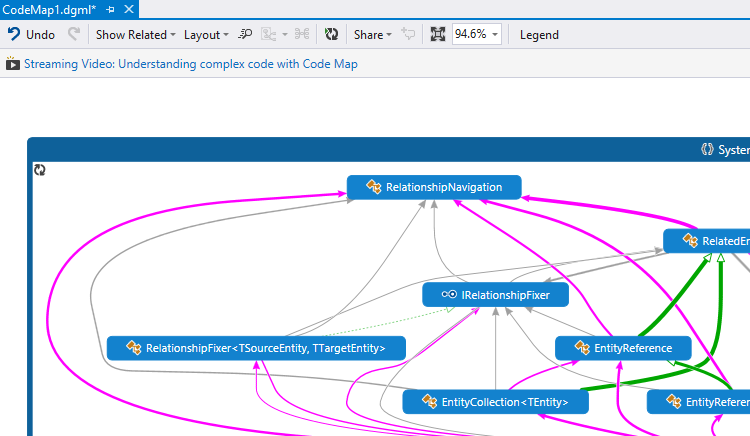 CodeMap1.dgml*
Undo Show Related Layout Share 94.6% Legend
Streaming Video: Understanding complex code with Code Map
System
RelationshipNavigation
RelatedEn
IRelationshipFixer
RelationshipFixer<TSourceEntity, TTargetEntity>
EntityReference
EntityCollection<TEntity>
EntityReferen